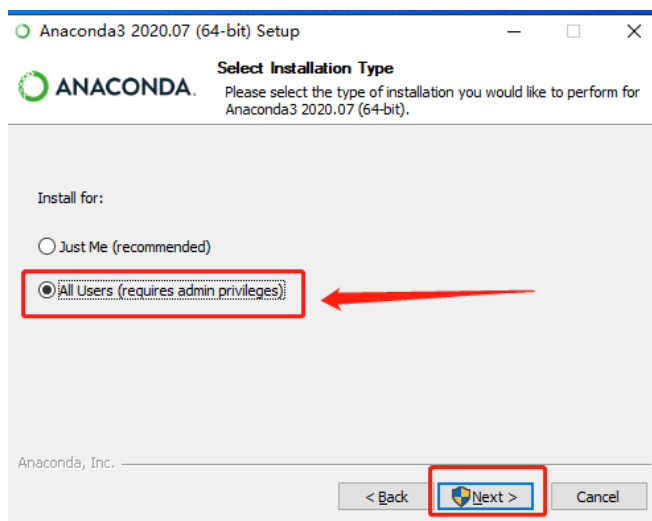 Anaconda3 2020.07 (64-bit) Setup
ANACONDA.
Select Installation Type
Please select the type of installation you would like to perform for
Anaconda3 2020.07 (64-bit).
Install for:
Just Me (recommended)
All Users (requires admin privileges)
Anaconda, Inc.
< Back
Next >
Cancel